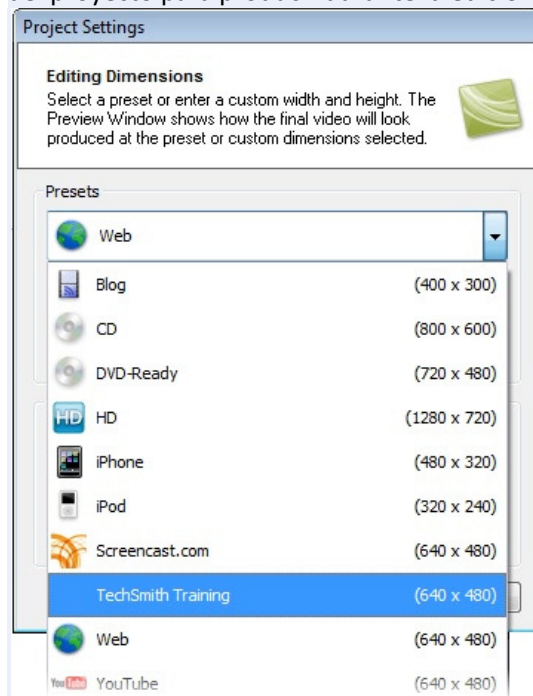 Project Settings
Editing Dimensions
Select a preset or enter a custom width and height. The
Preview Window shows how the final video will look
produced at the preset or custom dimensions selected.
Presets
Web
Blog (400 x 300)
CD (800 x 600)
DVD-Ready (720 x 480)
HD HD (1280 x 720)
iPhone (480 x 320)
iPod (320 x 240)
Screencast.com (640 x 480)
TechSmith Training (640 x 480)
Web (640 x 480)
You Tube YouTube (640 x 480)